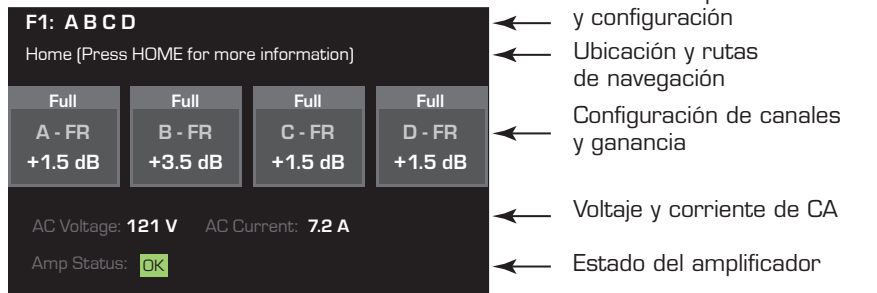 F1: A B C D
y configuración
Home (Press HOME for more information)
Ubicación y rutas
de navegación
Full Full Full Full
A - FR B - FR C - FR D - FR
+1.5 dB +3.5 dB +1.5 dB +1.5 dB
Configuración de canales
y ganancia
AC Voltage: 121 V AC Current: 7.2 A
Voltaje y corriente de CA
Amp Status: OK
Estado del amplificador